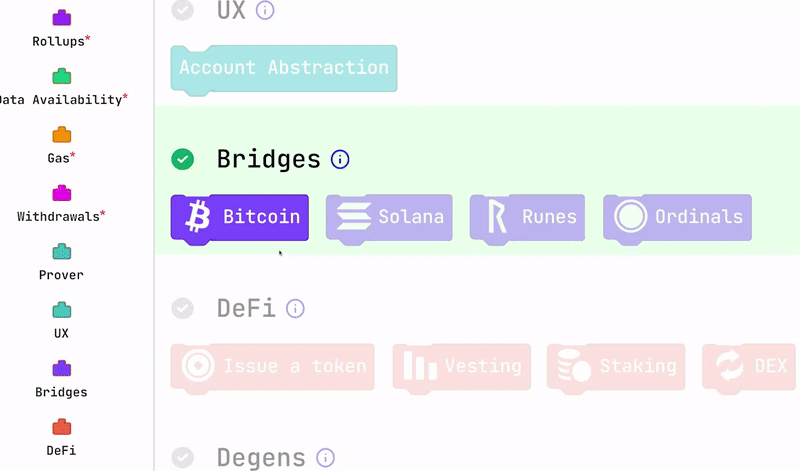 Rollups*
Data Availability*
Gas*
Withdrawals*
Prover
UX
Bridges
DeFi
UX
Account Abstraction
Bridges
Bitcoin Solana Runes Ordinals
DeFi
Issue a token Vesting Staking DEX
Degens